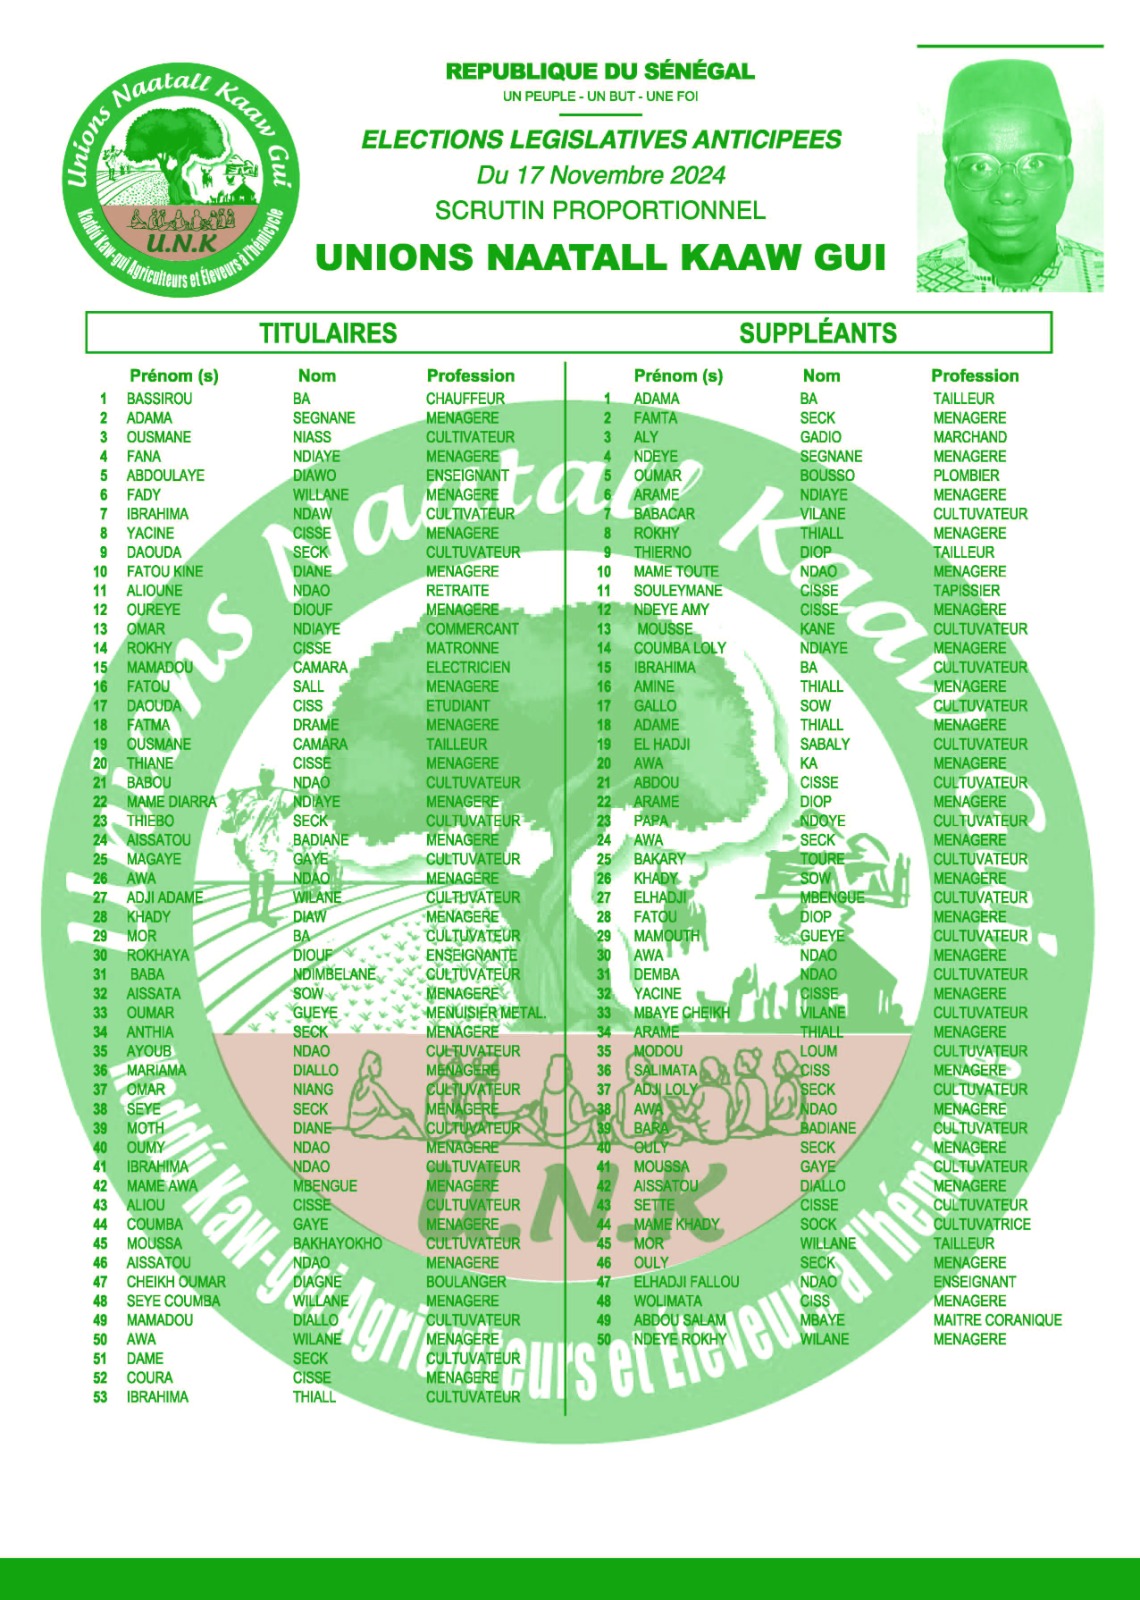 Unions Naatall Kaaw Gui
U.N.K
Kaddú Kaw-gui Agriculteurs et Éleveurs à l'hémicycle
REPUBLIQUE DU SÉNÉGAL
UN PEUPLE - UN BUT - UNE FOI
ELECTIONS LEGISLATIVES ANTICIPEES
Du 17 Novembre 2024
SCRUTIN PROPORTIONNEL
UNIONS NAATALL KAAW GUI
TITULAIRES
Prénom (s) Nom Profession
1 BASSIROU BA CHAUFFEUR
2 ADAMA SEGNANE MENAGERE
3 OUSMANE NIASS CULTIVATEUR
4 FANA NDIAYE MENAGERE
5 ABDOULAYE DIAWO ENSEIGNANT
6 FADY WILLANE MENAGERE
7 IBRAHIMA NDAW CULTIVATEUR
8 YACINE CISSE MENAGERE
9 DAOUDA SECK CULTUVATEUR
10 FATOU KINE DIANE MENAGERE
11 ALIOUNE NDAO RETRAITE
12 OUREYE DIOUF MENAGERE
13 OMAR NDIAYE COMMERCANT
14 ROKHY CISSE MATRONNE
15 MAMADOU CAMARA ELECTRICIEN
16 FATOU SALL MENAGERE
17 DAOUDA CISS ETUDIANT
18 FATMA DRAME MENAGERE
19 OUSMANE CAMARA TAILLEUR
20 THIANE CISSE MENAGERE
21 BABOU NDAO CULTUVATEUR
22 MAME DIARRA NDIAYE MENAGERE
23 THIEBO SECK CULTUVATEUR
24 AISSATOU BADIANE MENAGERE
25 MAGAYE GAYE CULTUVATEUR
26 AWA NDAO MENAGERE
27 ADJI ADAME WILANE CULTUVATEUR
28 KHADY DIAW MENAGERE
29 MOR BA CULTUVATEUR
30 ROKHAYA DIOUF ENSEIGNANTE
31 BABA NDIMBELANE CULTUVATEUR
32 AISSATA SOW MENAGERE
33 OUMAR GUEYE MENUISIER METAL.
34 ANTHIA SECK MENAGERE
35 AYOUB NDAO CULTUVATEUR
36 MARIAMA DIALLO MENAGERE
37 OMAR NIANG CULTUVATEUR
38 SEYE SECK MENAGERE
39 MOTH DIANE CULTUVATEUR
40 OUMY NDAO MENAGERE
41 IBRAHIMA NDAO CULTUVATEUR
42 MAME AWA MBENGUE MENAGERE
43 ALIOU CISSE CULTUVATEUR
44 COUMBA GAYE MENAGERE
45 MOUSSA BAKHAYOKHO CULTUVATEUR
46 AISSATOU NDAO MENAGERE
47 CHEIKH OUMAR DIAGNE BOULANGER
48 SEYE COUMBA WILLANE MENAGERE
49 MAMADOU DIALLO CULTUVATEUR
50 AWA WILANE MENAGERE
51 DAME SECK CULTUVATEUR
52 COURA CISSE MENAGERE
53 IBRAHIMA THIALL CULTUVATEUR
SUPPLÉANTS
Prénom (s) Nom Profession
1 ADAMA BA TAILLEUR
2 FAMTA SECK MENAGERE
3 ALY GADIO MARCHAND
4 NDEYE SEGNANE MENAGERE
5 OUMAR BOUSSO PLOMBIER
6 ARAME NDIAYE MENAGERE
7 BABACAR VILANE CULTUVATEUR
8 ROKHY THIALL MENAGERE
9 THIERNO DIOP TAILLEUR
10 MAME TOUTE NDAO MENAGERE
11 SOULEYMANE CISSE TAPISSIER
12 NDEYE AMY CISSE MENAGERE
13 MOUSSE KANE CULTUVATEUR
14 COUMBA LOLY NDIAYE MENAGERE
15 IBRAHIMA BA CULTUVATEUR
16 AMINE THIALL MENAGERE
17 GALLO SOW CULTUVATEUR
18 ADAME THIALL MENAGERE
19 EL HADJI SABALY CULTUVATEUR
20 AWA KA MENAGERE
21 ABDOU CISSE CULTUVATEUR
22 ARAME DIOP MENAGERE
23 PAPA NDOYE CULTUVATEUR
24 AWA SECK MENAGERE
25 BAKARY TOURE CULTUVATEUR
26 KHADY SOW MENAGERE
27 ELHADJI MBENGUE CULTUVATEUR
28 FATOU DIOP MENAGERE
29 MAMOUTH GUEYE CULTUVATEUR
30 AWA NDAO MENAGERE
31 DEMBA NDAO CULTUVATEUR
32 YACINE CISSE MENAGERE
33 MBAYE CHEIKH VILANE CULTUVATEUR
34 ARAME THIALL MENAGERE
35 MODOU LOUM CULTUVATEUR
36 SALIMATA CISS MENAGERE
37 ADJI LOLY SECK CULTUVATEUR
38 AWA NDAO MENAGERE
39 BARA BADIANE CULTUVATEUR
40 OULY SECK MENAGERE
41 MOUSSA GAYE CULTUVATEUR
42 AISSATOU DIALLO MENAGERE
43 SETTE CISSE CULTUVATEUR
44 MAME KHADY SOCK CULTUVATRICE
45 MOR WILLANE TAILLEUR
46 OULY SECK MENAGERE
47 ELHADJI FALLOU NDAO ENSEIGNANT
48 WOLIMATA CISS MENAGERE
49 ABDOU SALAM MBAYE MAITRE CORANIQUE
50 NDEYE ROKHY WILANE MENAGERE
Unions Naatall Kaaw Gui
U.N.K
Kaddú Kaw-gui Agriculteurs et Éleveurs à l'hémicycle